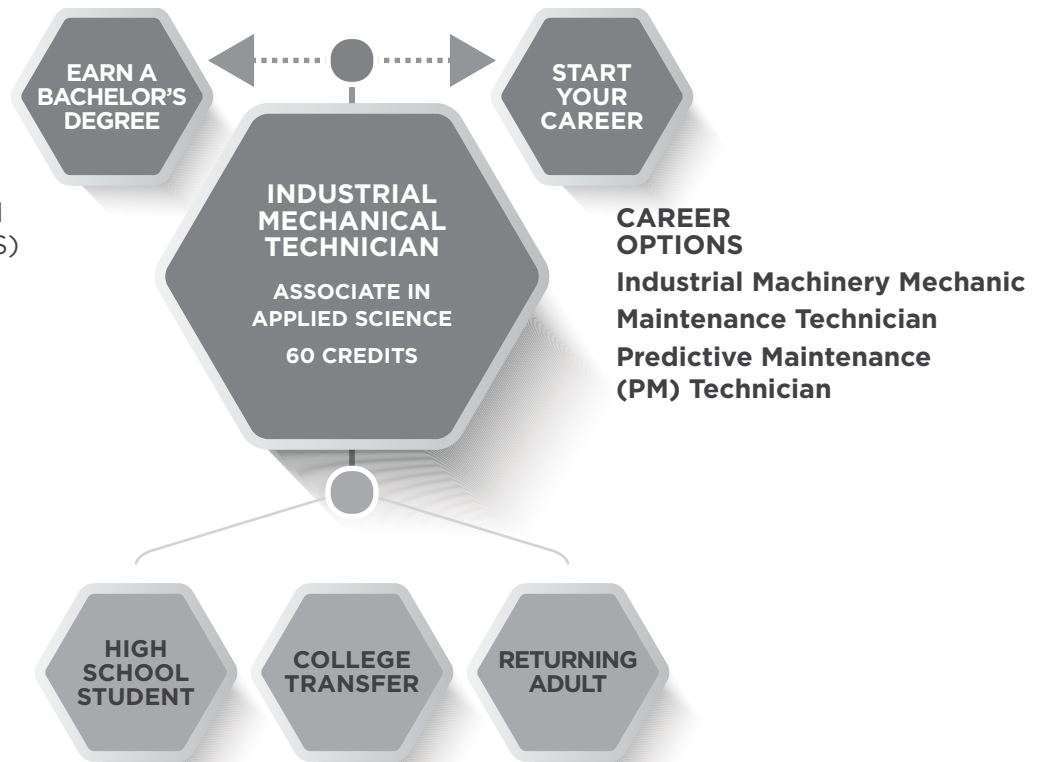 EARN A
BACHELOR'S
DEGREE
START
YOUR
CAREER
INDUSTRIAL
MECHANICAL
TECHNICIAN
ASSOCIATE IN
APPLIED SCIENCE
60 CREDITS
S)
CAREER
OPTIONS
Industrial Machinery Mechanic
Maintenance Technician
Predictive Maintenance
(PM) Technician
HIGH
SCHOOL
STUDENT
COLLEGE
TRANSFER
RETURNING
ADULT